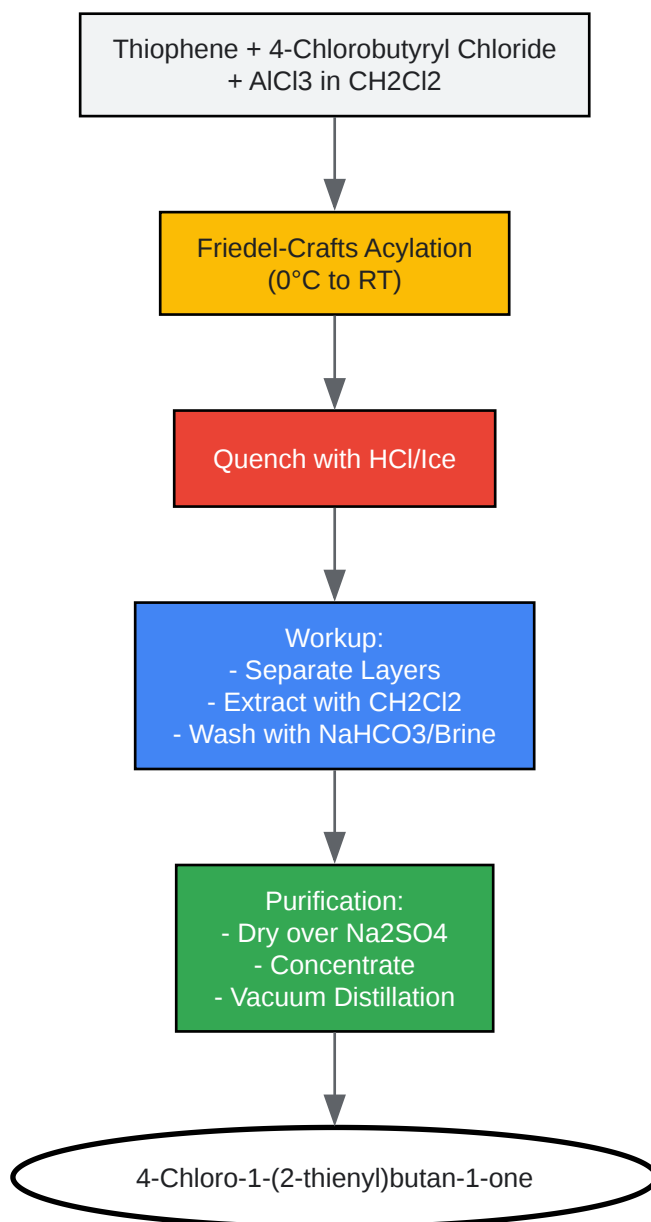 Thiophene + 4-Chlorobutyryl Chloride
+ AlCl3 in CH2Cl2
Friedel-Crafts Acylation
(0°C to RT)
Quench with HCl/Ice
Workup:
- Separate Layers
- Extract with CH2Cl2
- Wash with NaHCO3/Brine
Purification:
- Dry over Na2SO4
- Concentrate
- Vacuum Distillation
4-Chloro-1-(2-thienyl)butan-1-one